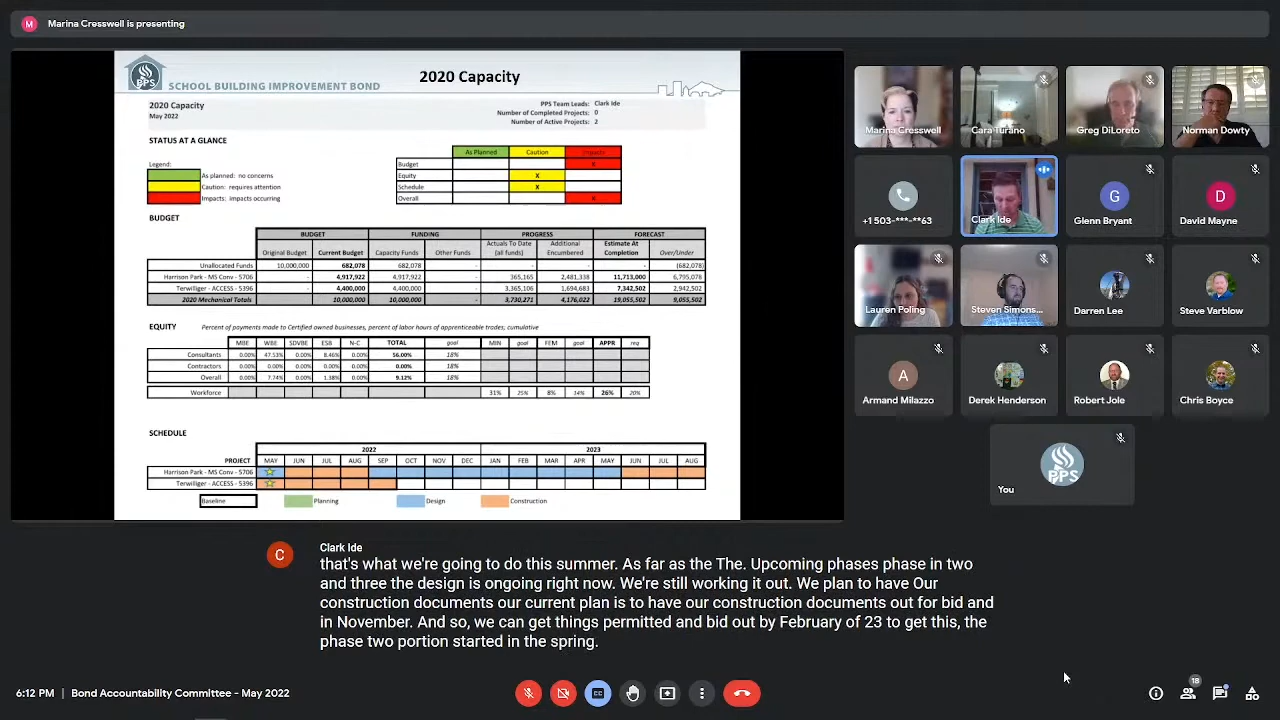 Marina Cresswell is presenting
PPS
SCHOOL BUILDING IMPROVEMENT BOND
2020 Capacity
2020 Capacity
May 2022
PPS Team Leads: Clark Ide
Number of Completed Projects: 0
Number of Active Projects: 2
STATUS AT A GLANCE
As Planned Caution Impacts
Legend:
Budget X
As planned: no concerns
Equity X
Caution: requires attention
Schedule X
Impacts: impacts occurring
Overall X
BUDGET
BUDGET FUNDING PROGRESS FORECAST
Original Budget Current Budget Capacity Funds Other Funds Actuals To Date (all funds) Additional Encumbered Estimate At Completion Over/Under
Unallocated Funds 10,000,000 682,078 682,078 - - (682,078)
Harrison Park - MS Conv - 5706 - 4,917,922 4,917,922 - 365,165 2,481,338 11,713,000 6,795,078
Terwilliger - ACCESS - 5396 - 4,400,000 4,400,000 - 3,365,106 1,694,683 7,342,502 2,942,502
2020 Mechanical Totals 10,000,000 10,000,000 - 3,730,271 4,176,022 19,055,502 9,055,502
EQUITY Percent of payments made to Certified owned businesses, percent of labor hours of apprenticeable trades; cumulative
MBE WBE SDVBE ESB N-C TOTAL goal MIN goal FEM goal APPR req
Consultants 0.00% 47.53% 0.00% 8.46% 0.00% 56.00% 18%
Contractors 0.00% 0.00% 0.00% 0.00% 0.00% 0.00% 18%
Overall 0.00% 7.74% 0.00% 1.38% 0.00% 9.12% 18%
Workforce 31% 25% 8% 14% 26% 20%
SCHEDULE
2022 2023
PROJECT MAY JUN JUL AUG SEP OCT NOV DEC JAN FEB MAR APR MAY JUN JUL AUG
Harrison Park - MS Conv - 5706
Terwilliger - ACCESS - 5396
Baseline Planning Design Construction
M
Marina Cresswell
Cara Turano
Greg DiLoreto
Norman Dowty
+1 503-****63
Clark Ide
G
Glenn Bryant
D
David Mayne
Lauren Poling
Steven Simons...
Darren Lee
Steve Varblow
A
Armand Milazzo
Derek Henderson
Robert Jole
Chris Boyce
PPS
You
C
Clark Ide
that's what we're going to do this summer. As far as the The. Upcoming phases phase in two
and three the design is ongoing right now. We're still working it out. We plan to have Our
construction documents our current plan is to have our construction documents out for bid and
in November. And so, we can get things permitted and bid out by February of 23 to get this, the
phase two portion started in the spring.
6:12 PM | Bond Accountability Committee - May 2022
18